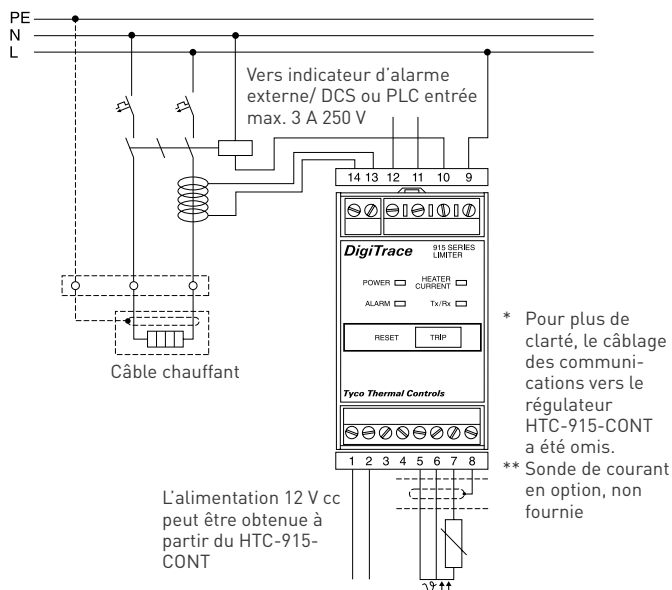 PE
N
L
Vers indicateur d'alarme
externe/ DCS ou PLC entrée
max. 3 A 250 V
14 13 12 11 10 9
DigiTrace
915 SERIES
LIMITER
POWER
HEATER
CURRENT
ALARM
Tx/Rx
RESET
TRIP
Tyco Thermal Controls
1 2 3 4 5 6 7 8
Câble chauffant
* Pour plus de
clarté, le câblage
des communi-
cations vers le
régulateur
HTC-915-CONT
a été omis.
** Sonde de courant
en option, non
fournie
L'alimentation 12 V cc
peut être obtenue à
partir du HTC-915-
CONT
ϑ